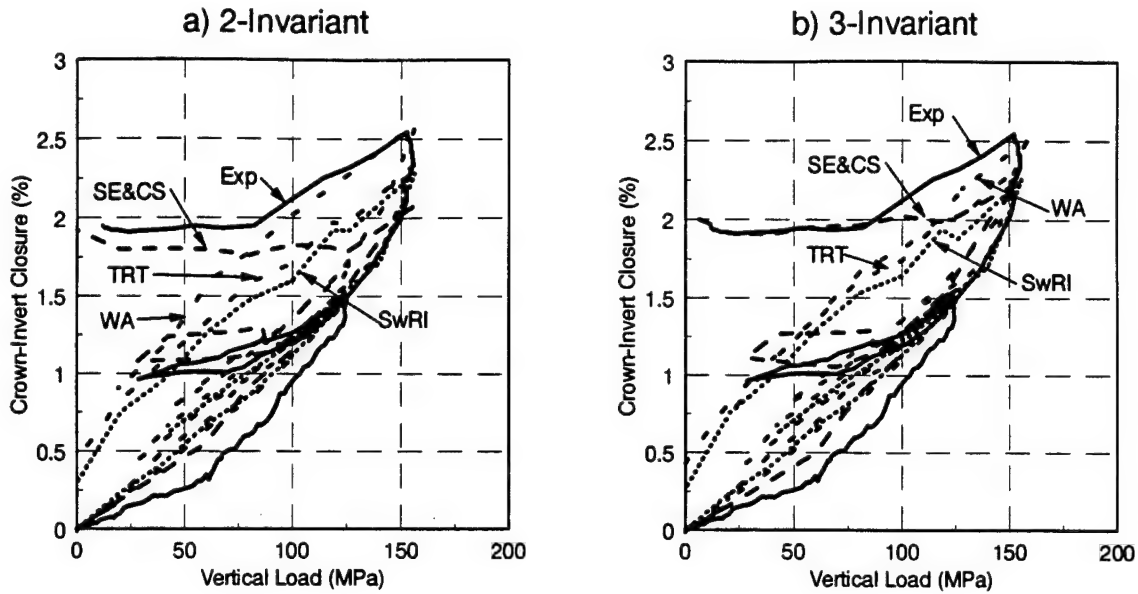 a) 2-Invariant
3
2.5
2
1.5
1
0.5
0
0
50
100
150
200
Crown-Invert Closure (%)
Vertical Load (MPa)
Exp
SE&CS
TRT
WA
SwRI
b) 3-Invariant
3
2.5
2
1.5
1
0.5
0
0
50
100
150
200
Crown-Invert Closure (%)
Vertical Load (MPa)
Exp
SE&CS
WA
TRT
SwRI